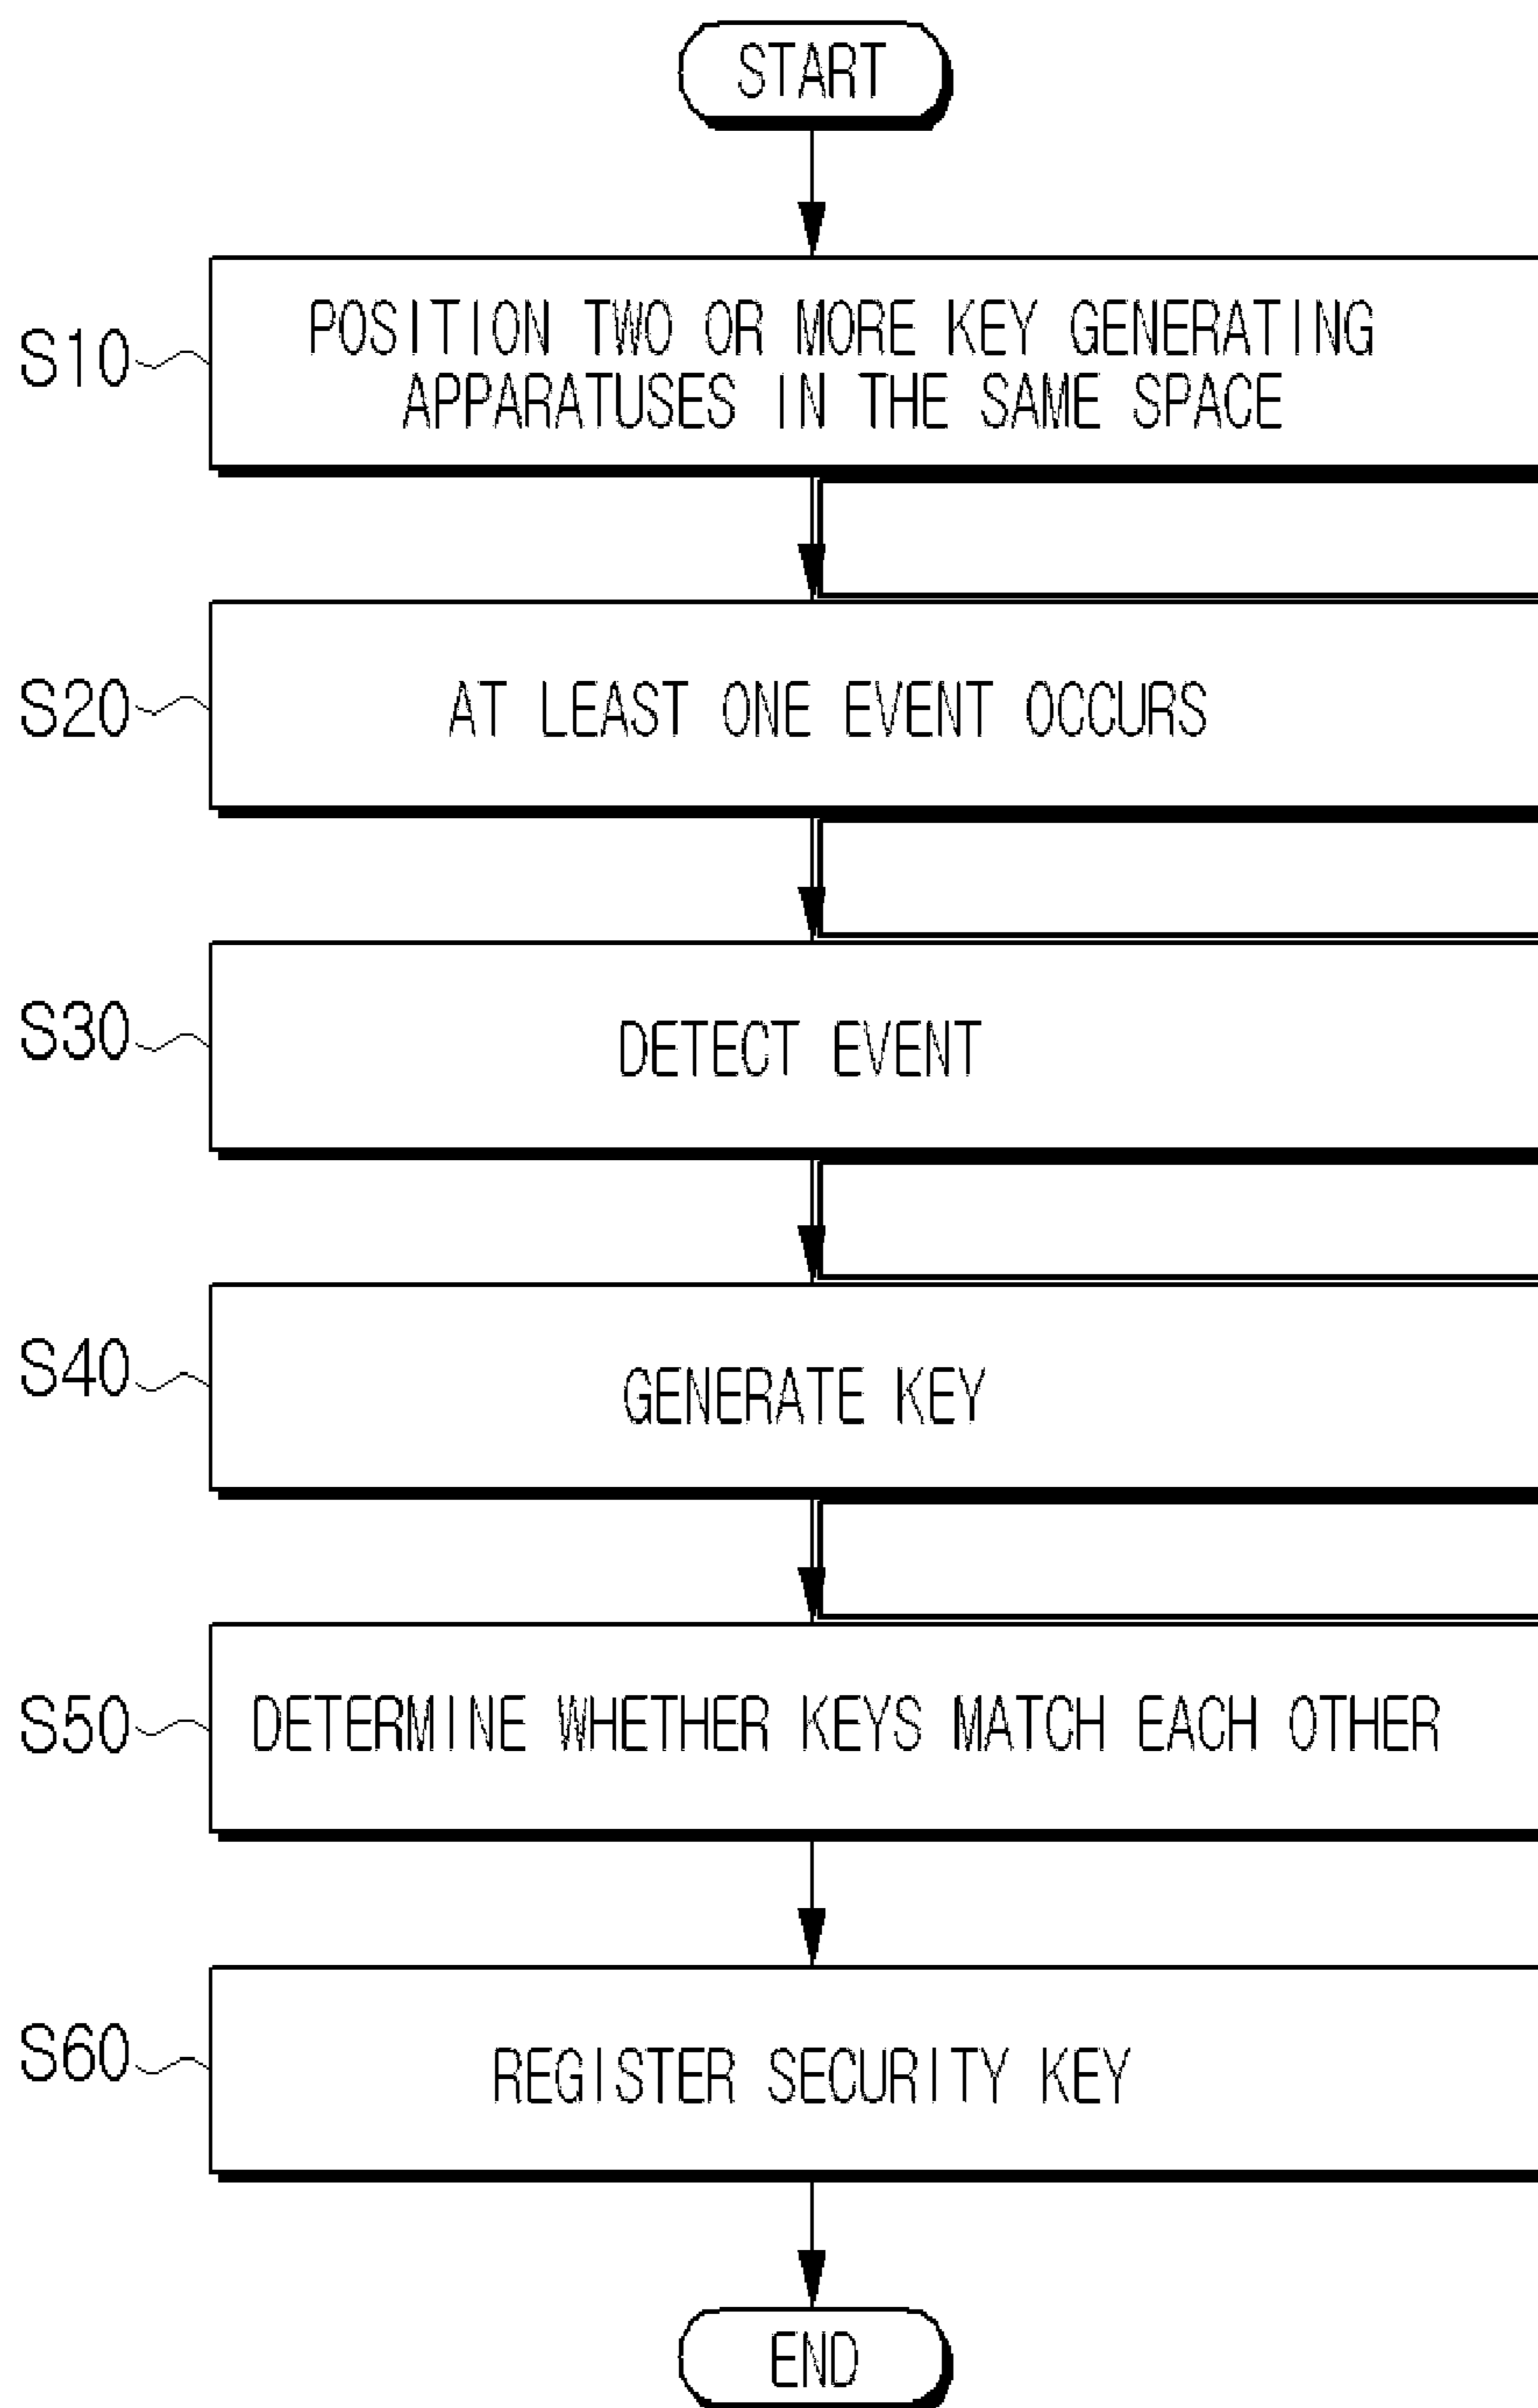 START
S10
POSITION TWO OR MORE KEY GENERATING
APPARATUSES IN THE SAME SPACE
S20
AT LEAST ONE EVENT OCCURS
S30
DETECT EVENT
S40
GENERATE KEY
S50
DETERMINE WHETHER KEYS MATCH EACH OTHER
S60
REGISTER SECURITY KEY
END